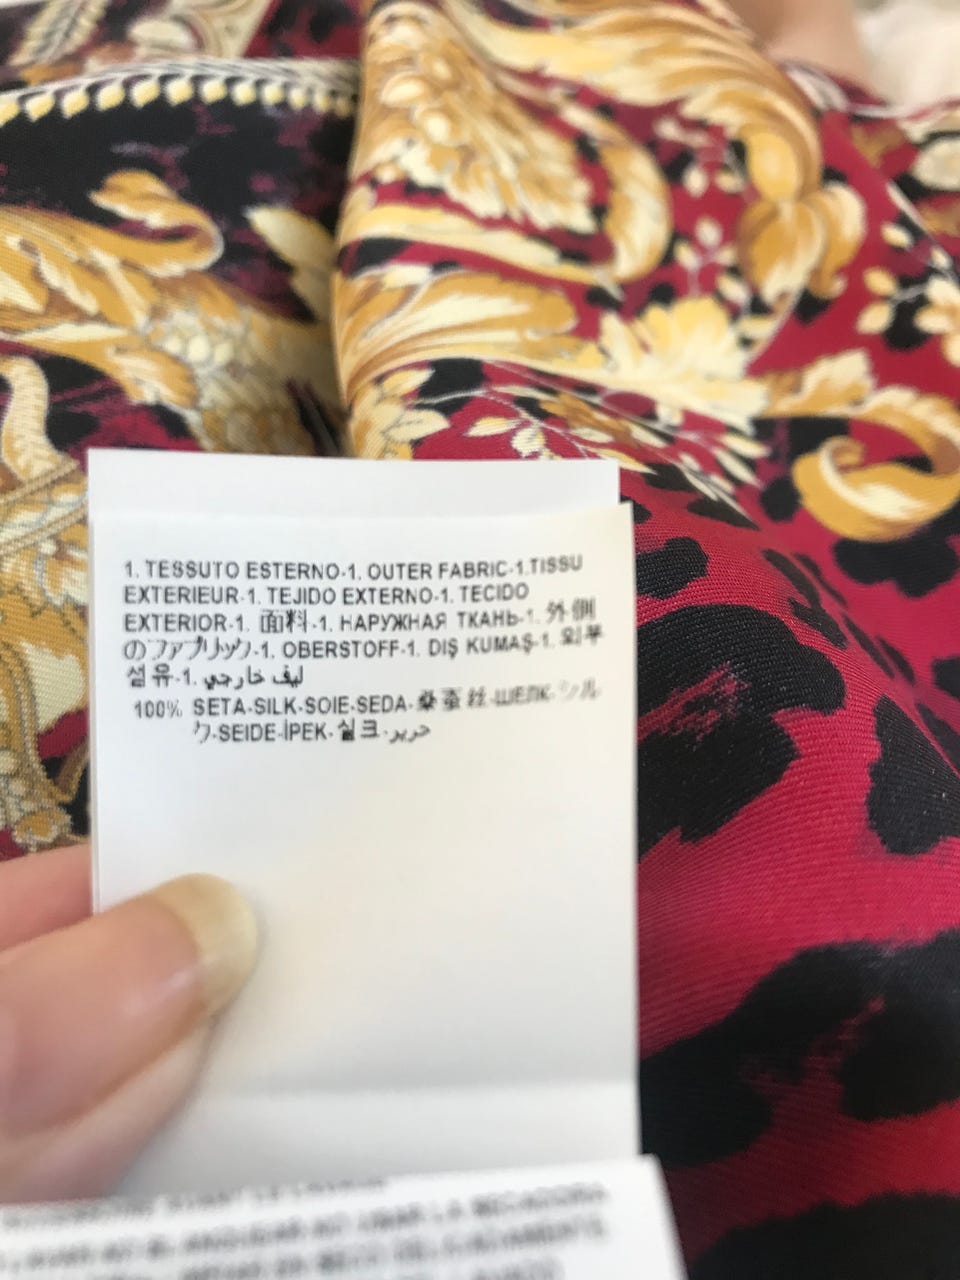 1. TESSUTO ESTERNO-1. OUTER FABRIC-1.TISSU
EXTERIEUR-1. TEJIDO EXTERNO-1. TECIDO
EXTERIOR-1. 面料-1. НАРУЖНАЯ ТКАНЬ-1. 外側
のファブリック-1. OBERSTOFF-1. DIŞ KUMAŞ-1. 외부
섬유-1. ليف خارجي
100% SETA-SILK-SOIE-SEDA-桑蚕丝-ШЕЛК-シル
ク-SEIDE-İPEK-실크-حرير